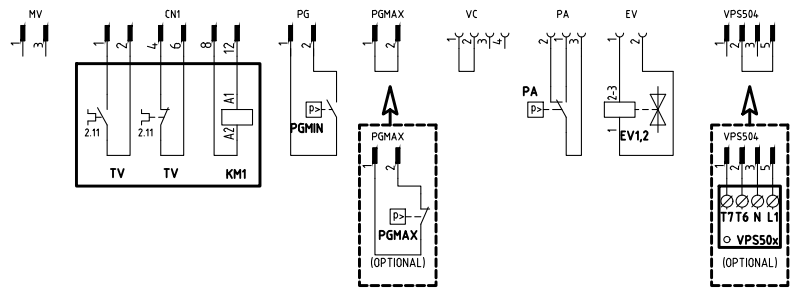 MV CN1 PG PGMAX VC PA EV VPS504
1 3 1 2 4 6 8 12 1 2 1 2 1 2 3 4 2 1 3 1 2 1 2 3 5
2.11 2.11 A1 A2
TV TV KM1
P> PGMIN
PA P>
2-3 1 EV1,2
PGMAX
1 2
P>
PGMAX
(OPTIONAL)
VPS504
1 2 3 5
T7 T6 N L1
VPS50x
(OPTIONAL)